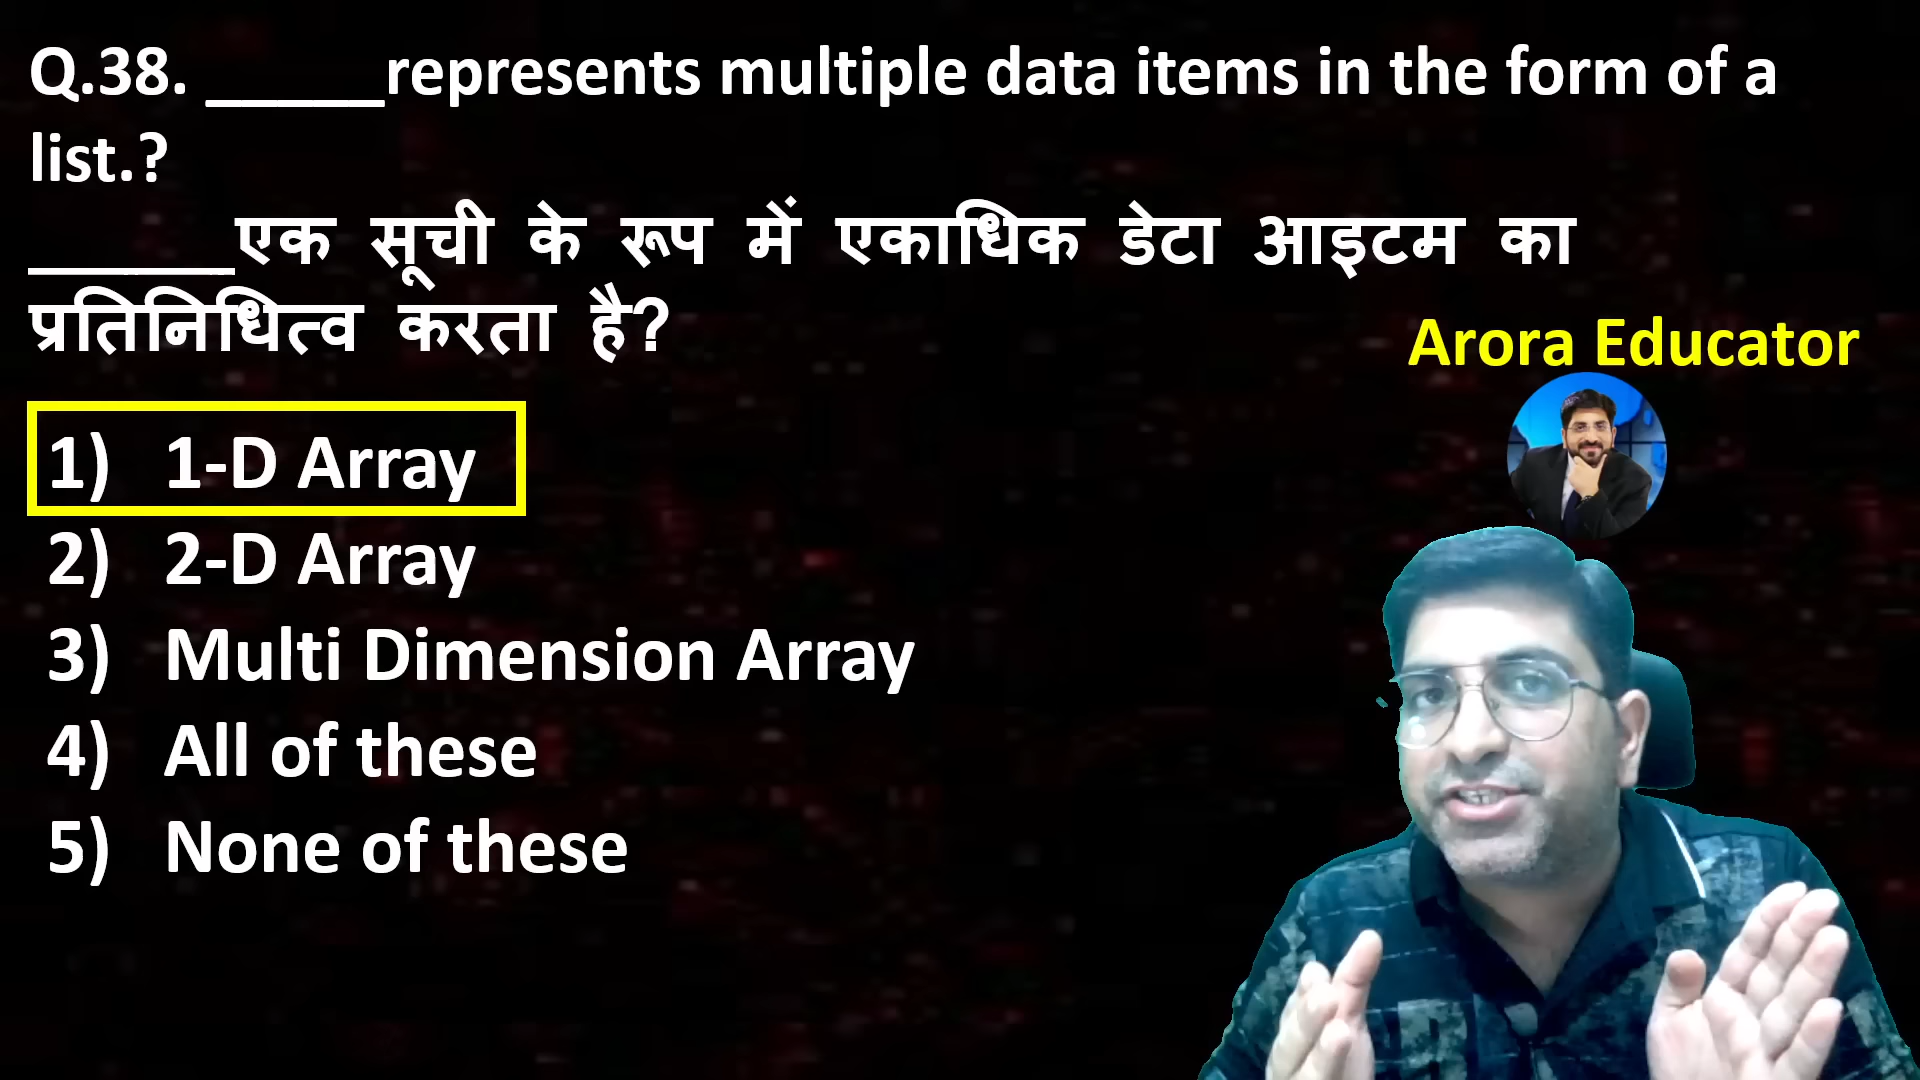 Q.38. _____represents multiple data items in the form of a
list.?
______एक सूची के रूप में एकाधिक डेटा आइटम का
प्रतिनिधित्व करता है?
Arora Educator
1) 1-D Array
2) 2-D Array
3) Multi Dimension Array
4) All of these
5) None of these